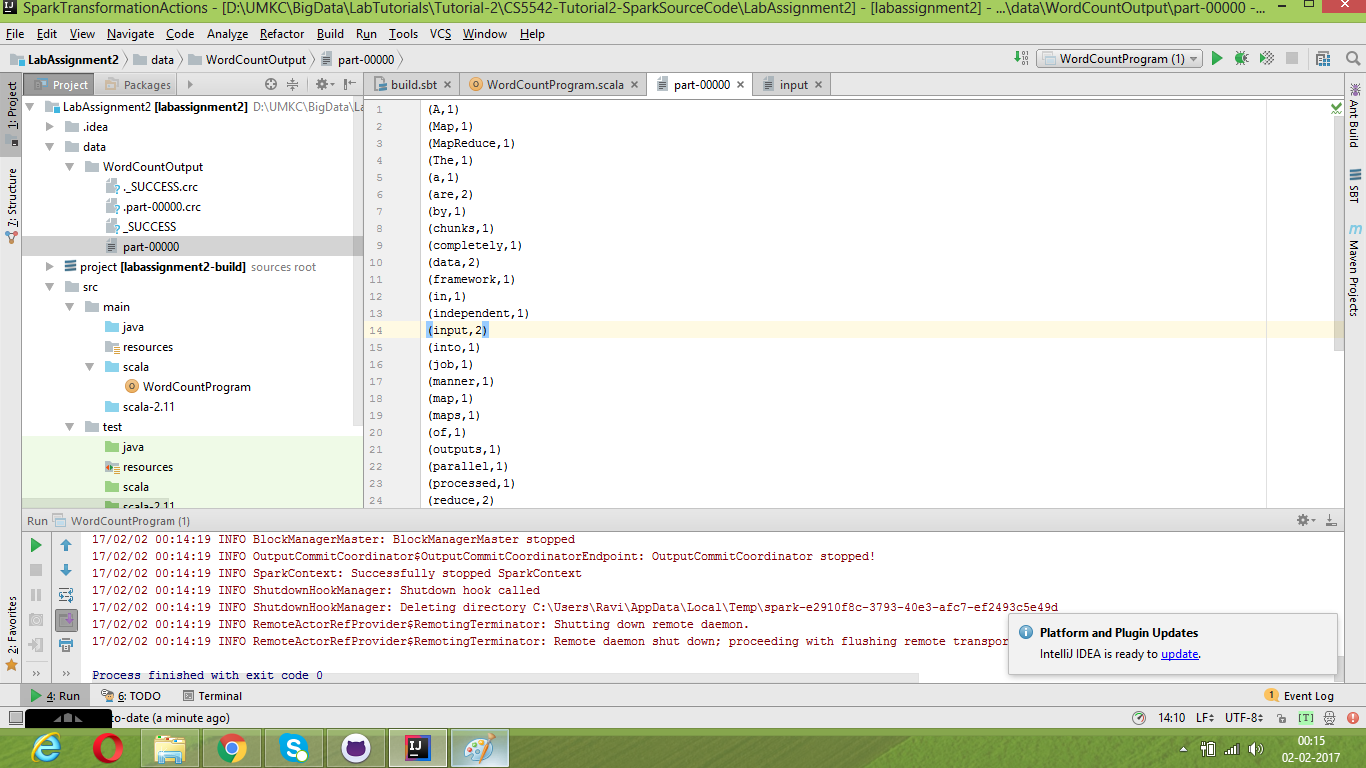 SparkTransformationActions - [D:\UMKC\BigData\LabTutorials\Tutorial-2\CS5542-Tutorial2-SparkSourceCode\LabAssignment2] - [labassignment2] - ...\data\WordCountOutput\part-00000 - ...
File Edit View Navigate Code Analyze Refactor Build Run Tools VCS Window Help
LabAssignment2 data WordCountOutput part-00000 WordCountProgram (1)
Project Packages build.sbt WordCountProgram.scala part-00000 input
1: Project
7: Structure
2: Favorites
LabAssignment2 [labassignment2] D:\UMKC\BigData\La
.idea
data
WordCountOutput
._SUCCESS.crc
.part-00000.crc
_SUCCESS
part-00000
project [labassignment2-build] sources root
src
main
java
resources
scala
WordCountProgram
scala-2.11
test
java
resources
scala
scala-2.11
1 (A,1)
2 (Map,1)
3 (MapReduce,1)
4 (The,1)
5 (a,1)
6 (are,2)
7 (by,1)
8 (chunks,1)
9 (completely,1)
10 (data,2)
11 (framework,1)
12 (in,1)
13 (independent,1)
14 (input,2)
15 (into,1)
16 (job,1)
17 (manner,1)
18 (map,1)
19 (maps,1)
20 (of,1)
21 (outputs,1)
22 (parallel,1)
23 (processed,1)
24 (reduce,2)
Ant Build
SBT
Maven Projects
Run WordCountProgram (1)
17/02/02 00:14:19 INFO BlockManagerMaster: BlockManagerMaster stopped
17/02/02 00:14:19 INFO OutputCommitCoordinator$OutputCommitCoordinatorEndpoint: OutputCommitCoordinator stopped!
17/02/02 00:14:19 INFO SparkContext: Successfully stopped SparkContext
17/02/02 00:14:19 INFO ShutdownHookManager: Shutdown hook called
17/02/02 00:14:19 INFO ShutdownHookManager: Deleting directory C:\Users\Ravi\AppData\Local\Temp\spark-e2910f8c-3793-40e3-afc7-ef2493c5e49d
17/02/02 00:14:19 INFO RemoteActorRefProvider$RemotingTerminator: Shutting down remote daemon.
17/02/02 00:14:19 INFO RemoteActorRefProvider$RemotingTerminator: Remote daemon shut down; proceeding with flushing remote transpor
Process finished with exit code 0
Platform and Plugin Updates
IntelliJ IDEA is ready to update.
4: Run 6: TODO Terminal 1 Event Log
to-date (a minute ago) 14:10 LF UTF-8 [T]
00:15
02-02-2017